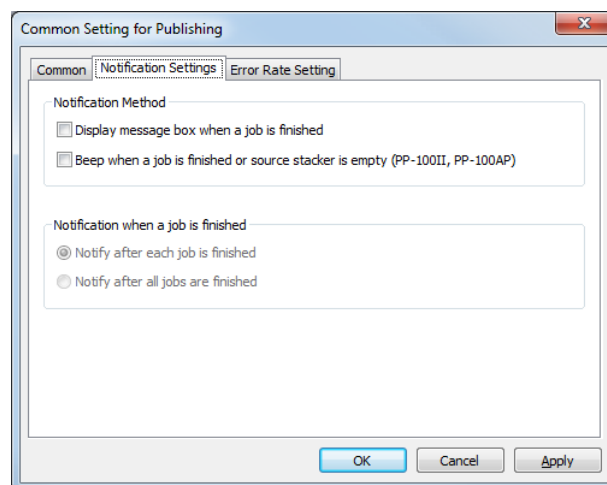 Common Setting for Publishing
Common
Notification Settings
Error Rate Setting
Notification Method
Display message box when a job is finished
Beep when a job is finished or source stacker is empty (PP-100II, PP-100AP)
Notification when a job is finished
Notify after each job is finished
Notify after all jobs are finished
OK
Cancel
Apply